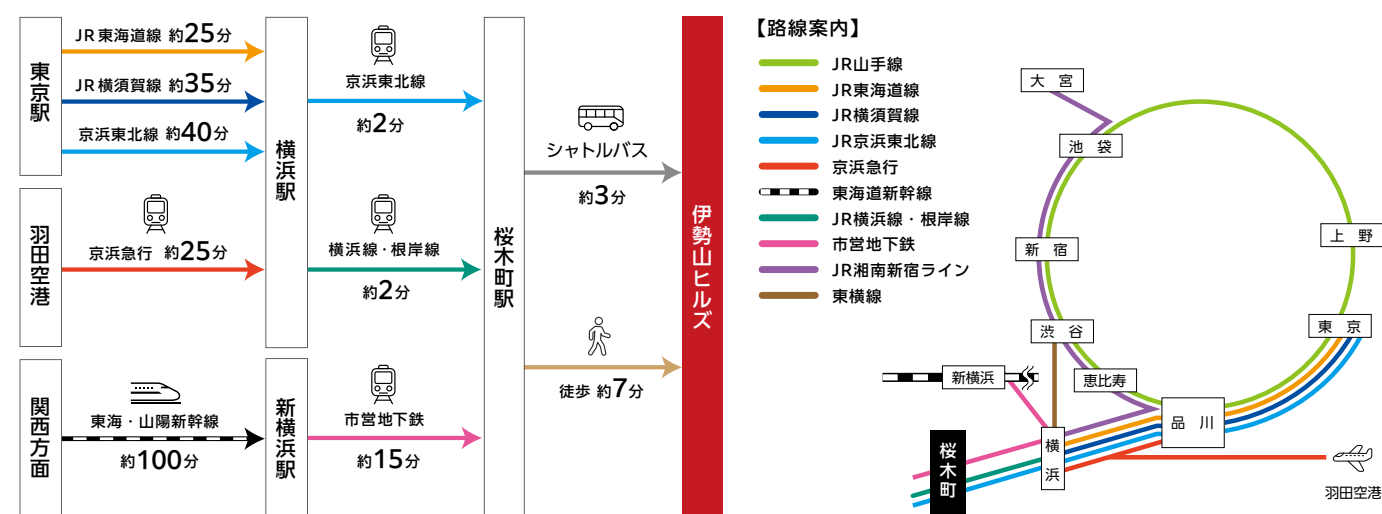 東京駅
JR東海道線 約25分
JR横須賀線 約35分
京浜東北線 約40分
羽田空港
京浜急行 約25分
関西方面
東海・山陽新幹線
約100分
横浜駅
京浜東北線
約2分
横浜線・根岸線
約2分
新横浜駅
市営地下鉄
約15分
桜木町駅
シャトルバス
約3分
徒歩 約7分
伊勢山ヒルズ
【路線案内】
JR山手線
JR東海道線
JR横須賀線
JR京浜東北線
京浜急行
東海道新幹線
JR横浜線・根岸線
市営地下鉄
JR湘南新宿ライン
東横線
大宮
池袋
新宿
上野
渋谷
東京
新横浜
恵比寿
品川
横浜
桜木町
羽田空港